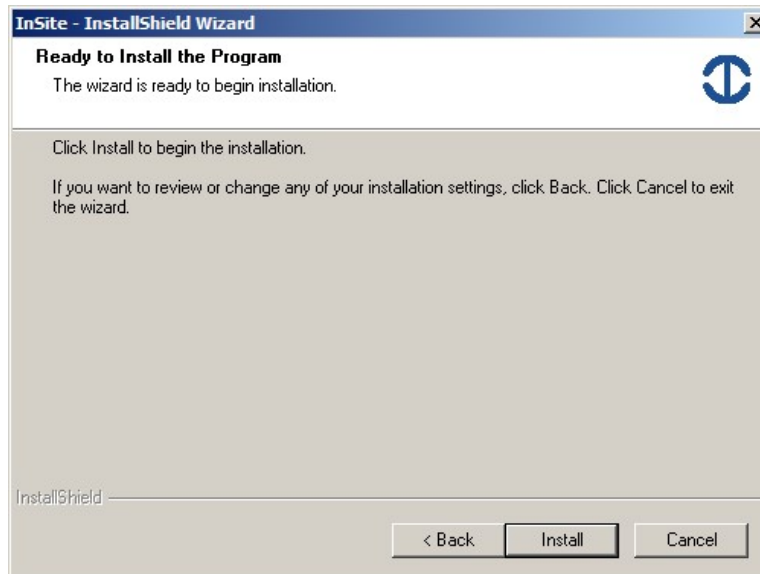 InSite - InstallShield Wizard
Ready to Install the Program
The wizard is ready to begin installation.
Click Install to begin the installation.
If you want to review or change any of your installation settings, click Back. Click Cancel to exit
the wizard.
InstallShield
< Back Install Cancel